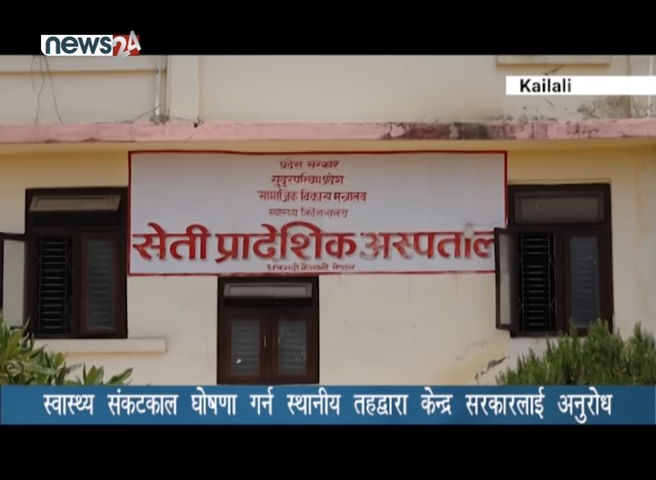 news24
Kailali
प्रदेश सरकार
सुदूरपश्चिम प्रदेश
सामाजिक विकास मन्त्रालय
स्वास्थ्य निर्देशनालय
सेती प्रादेशिक अस्पताल
धनगढी कैलाली नेपाल
स्वास्थ्य संकटकाल घोषणा गर्न स्थानीय तहद्वारा केन्द्र सरकारलाई अनुरोध